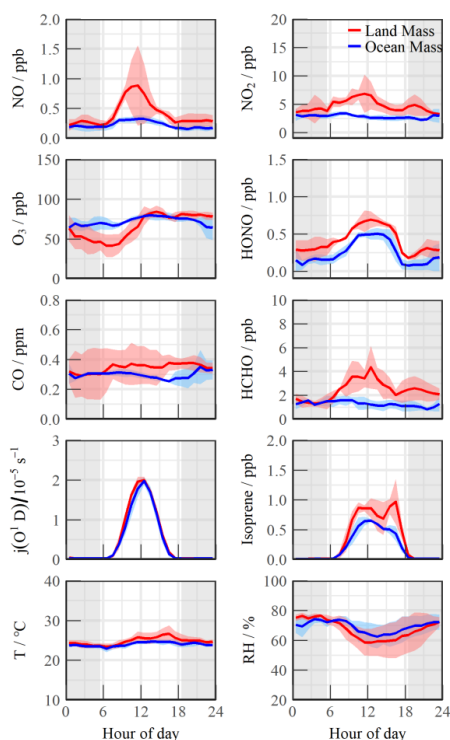 NO / ppb
2.0
1.5
1.0
0.5
0.0
NO2 / ppb
20
15
10
5
0
Land Mass
Ocean Mass
O3 / ppb
150
100
50
HONO / ppb
1.0
0.5
0.0
CO / ppm
0.8
0.6
0.4
0.2
0.0
HCHO / ppb
8
6
4
2
0
j(O1 D)/10−5 s−1
3
2
1
0
Isoprene / ppb
2.0
1.5
1.0
0.5
0.0
T / °C
40
30
20
10
RH / %
100
80
60
40
20
0 6 12 18 24
0 6 12 18 24
Hour of day
Hour of day